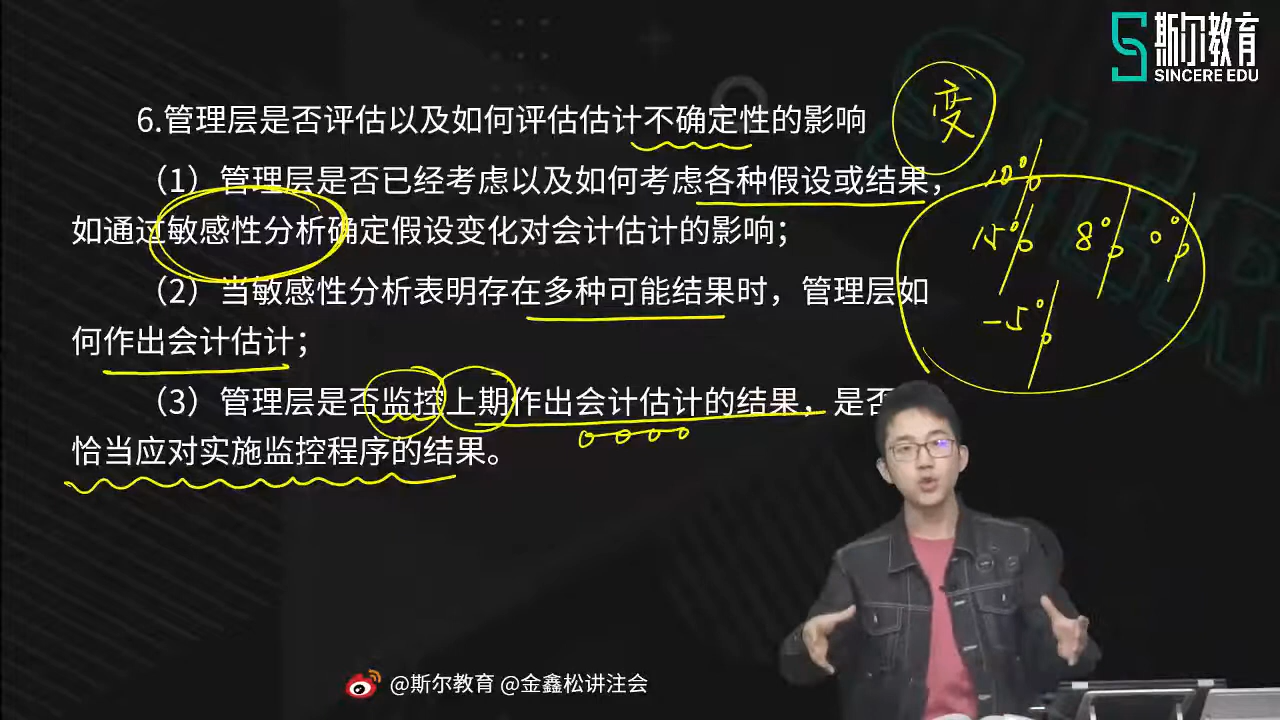 斯尔教育
SINCERE EDU
6.管理层是否评估以及如何评估估计不确定性的影响
变
（1）管理层是否已经考虑以及如何考虑各种假设或结果，
如通过敏感性分析确定假设变化对会计估计的影响；
10%
15% 8% 0%
-5%
（2）当敏感性分析表明存在多种可能结果时，管理层如
何作出会计估计；
（3）管理层是否监控上期作出会计估计的结果，是否
恰当应对实施监控程序的结果。
@斯尔教育 @金鑫松讲注会